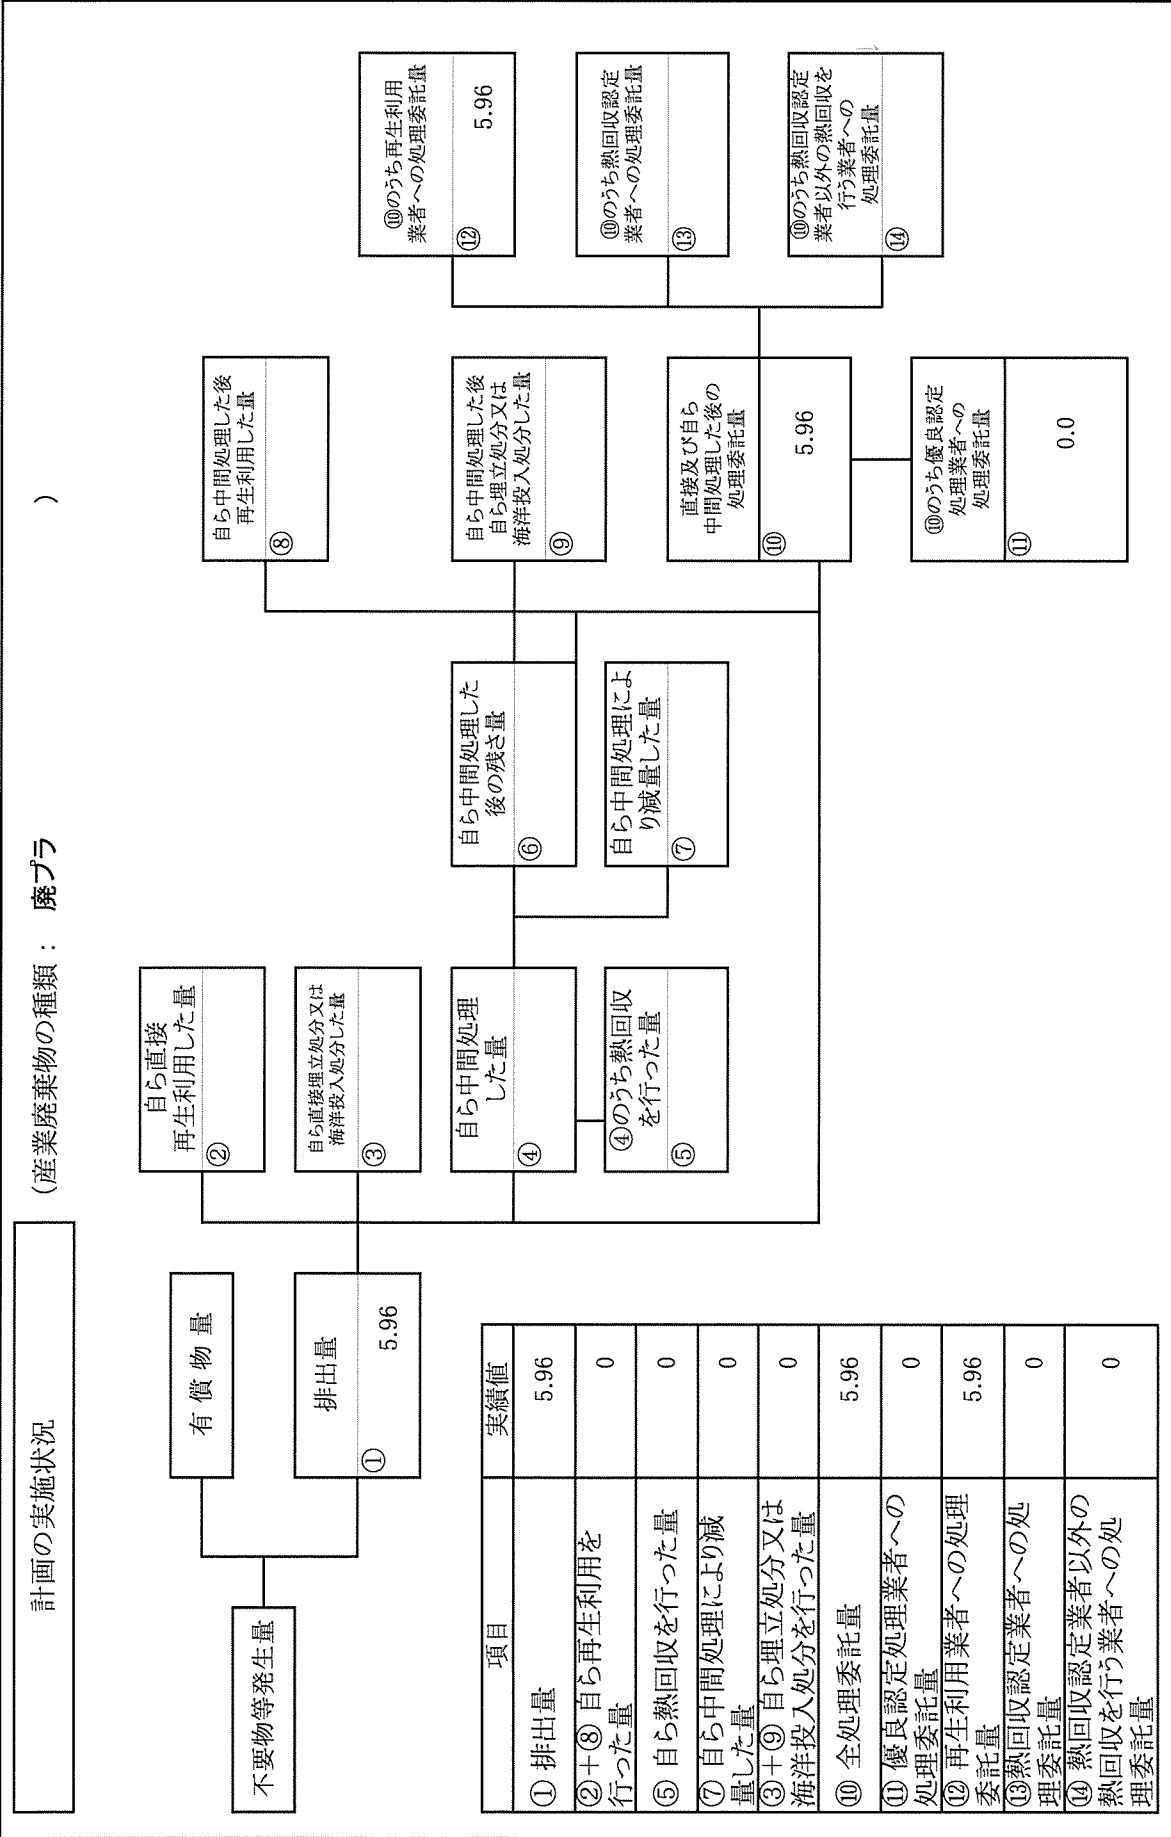 計画の実施状況
(産業廃棄物の種類： 廃プラ )
不要物等発生量
有償物量
排出量
①
5.96
自ら直接
再生利用した量
②
自ら直接埋立処分又は
海洋投入処分した量
③
自ら中間処理
した量
④
④のうち熱回収
を行った量
⑤
自ら中間処理した
後の残さ量
⑥
自ら中間処理によ
り減量した量
⑦
自ら中間処理した後
再生利用した量
⑧
自ら中間処理した後
自ら埋立処分又は
海洋投入処分した量
⑨
直接及び自ら
中間処理した後の
処理委託量
⑩
5.96
⑩のうち優良認定
処理業者への
処理委託量
⑪
0.0
⑩のうち再生利用
業者への処理委託量
⑫
5.96
⑩のうち熱回収認定
業者への処理委託量
⑬
⑩のうち熱回収認定
業者以外の熱回収を
行う業者への
処理委託量
⑭
項目 実績値
① 排出量 5.96
②＋⑧ 自ら再生利用を
行った量 0
⑤ 自ら熱回収を行った量 0
⑦ 自ら中間処理により減
量した量 0
③＋⑨ 自ら埋立処分又は
海洋投入処分を行った量 0
⑩ 全処理委託量 5.96
⑪ 優良認定処理業者への
処理委託量 0
⑫ 再生利用業者への処理
委託量 5.96
⑬熱回収認定業者への処
理委託量 0
⑭ 熱回収認定業者以外の
熱回収を行う業者への処
理委託量 0